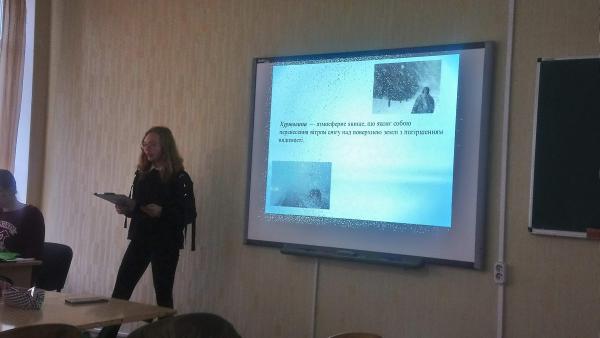 Хуртовина — атмосферне явище, що являє собою
перенесення вітром снігу над поверхнею землі з погіршенням
видимості.